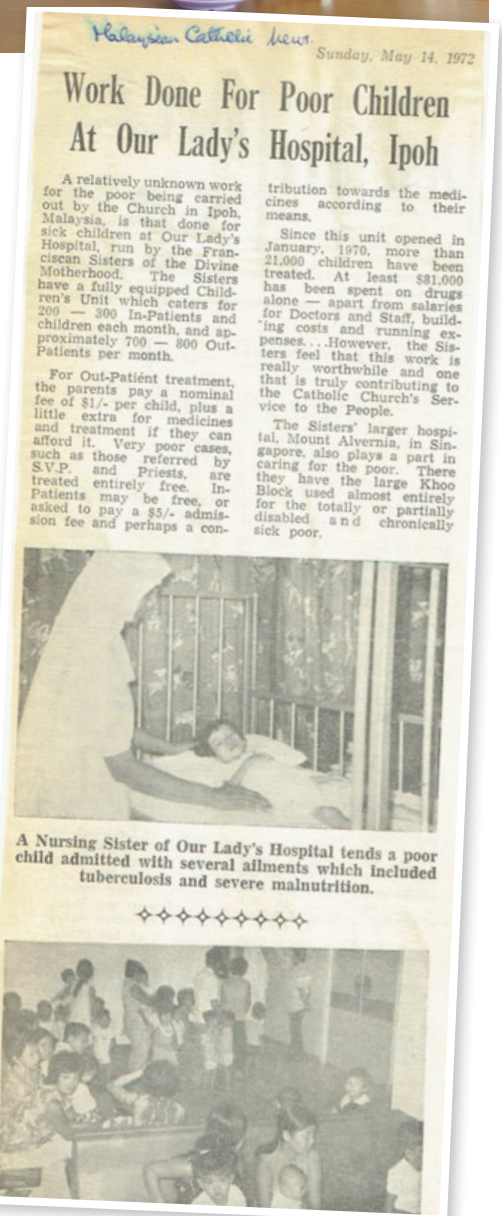 Malaysian Catholic News
Sunday, May 14, 1972
Work Done For Poor Children
At Our Lady's Hospital, Ipoh
A relatively unknown work
for the poor being carried
out by the Church in Ipoh,
Malaysia, is that done for
sick children at Our Lady's
Hospital, run by the Fran-
ciscan Sisters of the Divine
Motherhood. The Sisters
have a fully equipped Child-
ren's Unit which caters for
200 — 300 In-Patients and
children each month, and ap-
proximately 700 — 800 Out-
Patients per month.
For Out-Patient treatment,
the parents pay a nominal
fee of $1/- per child, plus a
little extra for medicines
and treatment if they can
afford it. Very poor cases,
such as those referred by
S.V.P. and Priests, are
treated entirely free. In-
Patients may be free, or
asked to pay a $5/- admis-
sion fee and perhaps a con-
tribution towards the medi-
cines according to their
means.
Since this unit opened in
January, 1970, more than
21,000 children have been
treated. At least $81,000
has been spent on drugs
alone — apart from salaries
for Doctors and Staff, build-
ing costs and running ex-
penses....However, the Sis-
ters feel that this work is
really worthwhile and one
that is truly contributing to
the Catholic Church's Ser-
vice to the People.
The Sisters' larger hospi-
tal, Mount Alvernia, in Sin-
gapore, also plays a part in
caring for the poor. There
they have the large Khoo
Block used almost entirely
for the totally or partially
disabled and chronically
sick poor.
A Nursing Sister of Our Lady's Hospital tends a poor
child admitted with several ailments which included
tuberculosis and severe malnutrition.